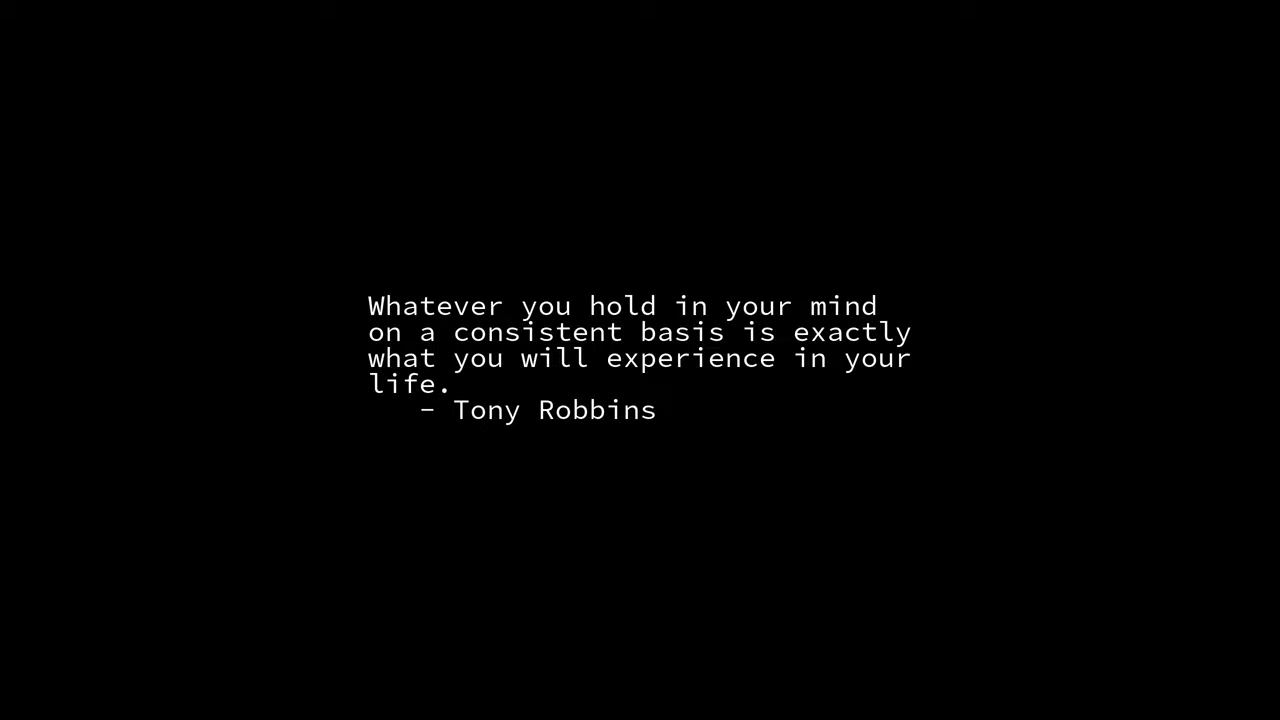 Whatever you hold in your mind
on a consistent basis is exactly
what you will experience in your
life.
- Tony Robbins